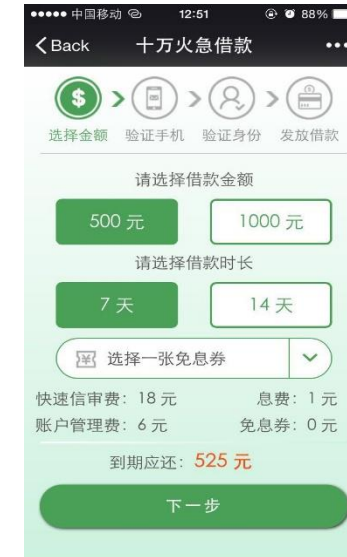 中国移动 12:51 88%
Back 十万火急借款
$
选择金额 验证手机 验证身份 发放借款
请选择借款金额
500 元 1000 元
请选择借款时长
7 天 14 天
选择一张免息券
快速信审费：18 元 息费：1 元
账户管理费：6 元 免息券：0 元
到期应还：525 元
下一步